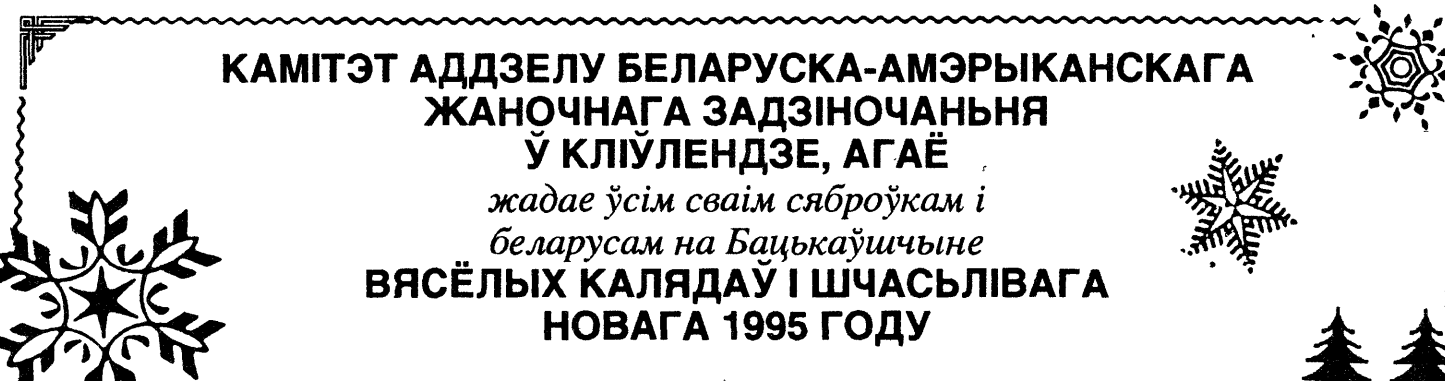 КАМІТЭТ АДДЗЕЛУ БЕЛАРУСКА-АМЭРЫКАНСКАГА
ЖАНОЧНАГА ЗАДЗІНОЧАНЬНЯ
Ў КЛІЎЛЕНДЗЕ, АГАЁ
жадае ўсім сваім сяброўкам і
беларусам на Бацькаўшчыне
ВЯСЁЛЫХ КАЛЯДАЎ І ШЧАСЬЛІВАГА
НОВАГА 1995 ГОДУ